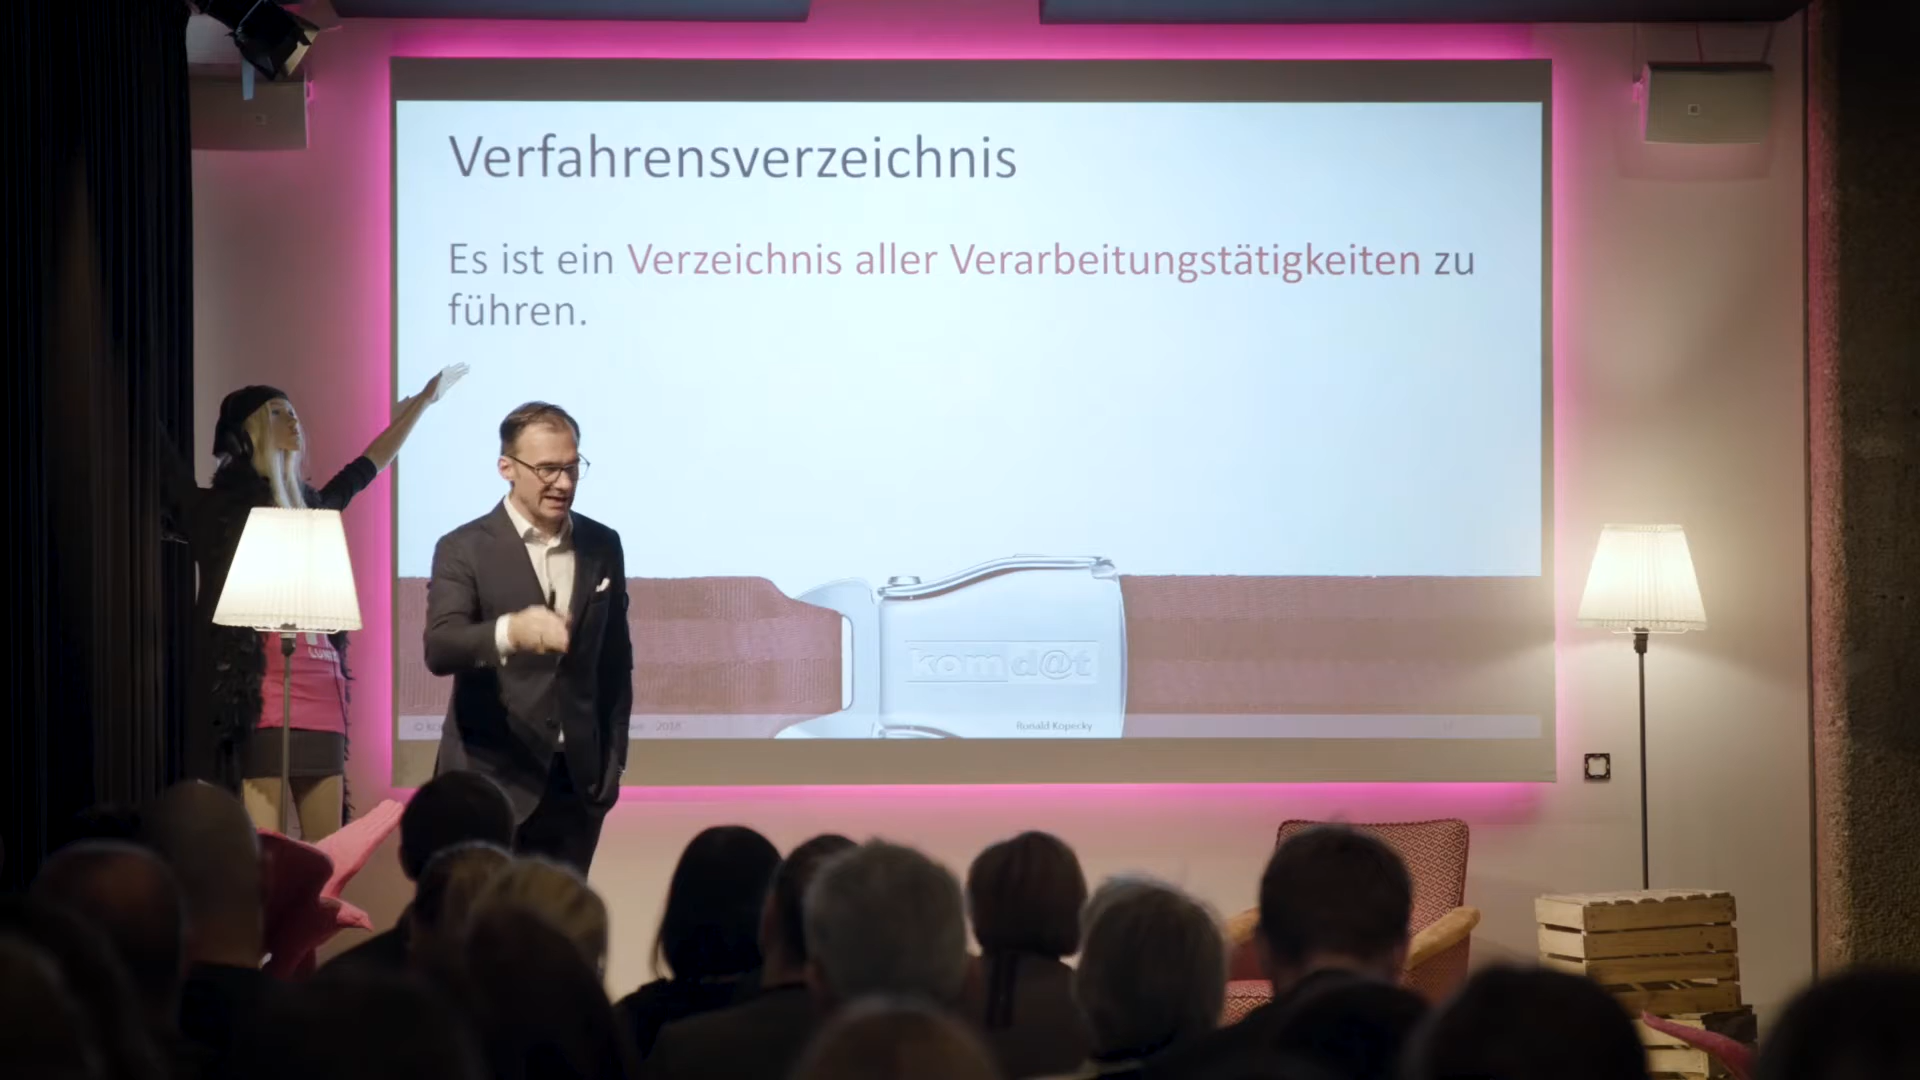 Verfahrensverzeichnis
Es ist ein Verzeichnis aller Verarbeitungstätigkeiten zu
führen.
komd@t
2018
Ronald Kopecky